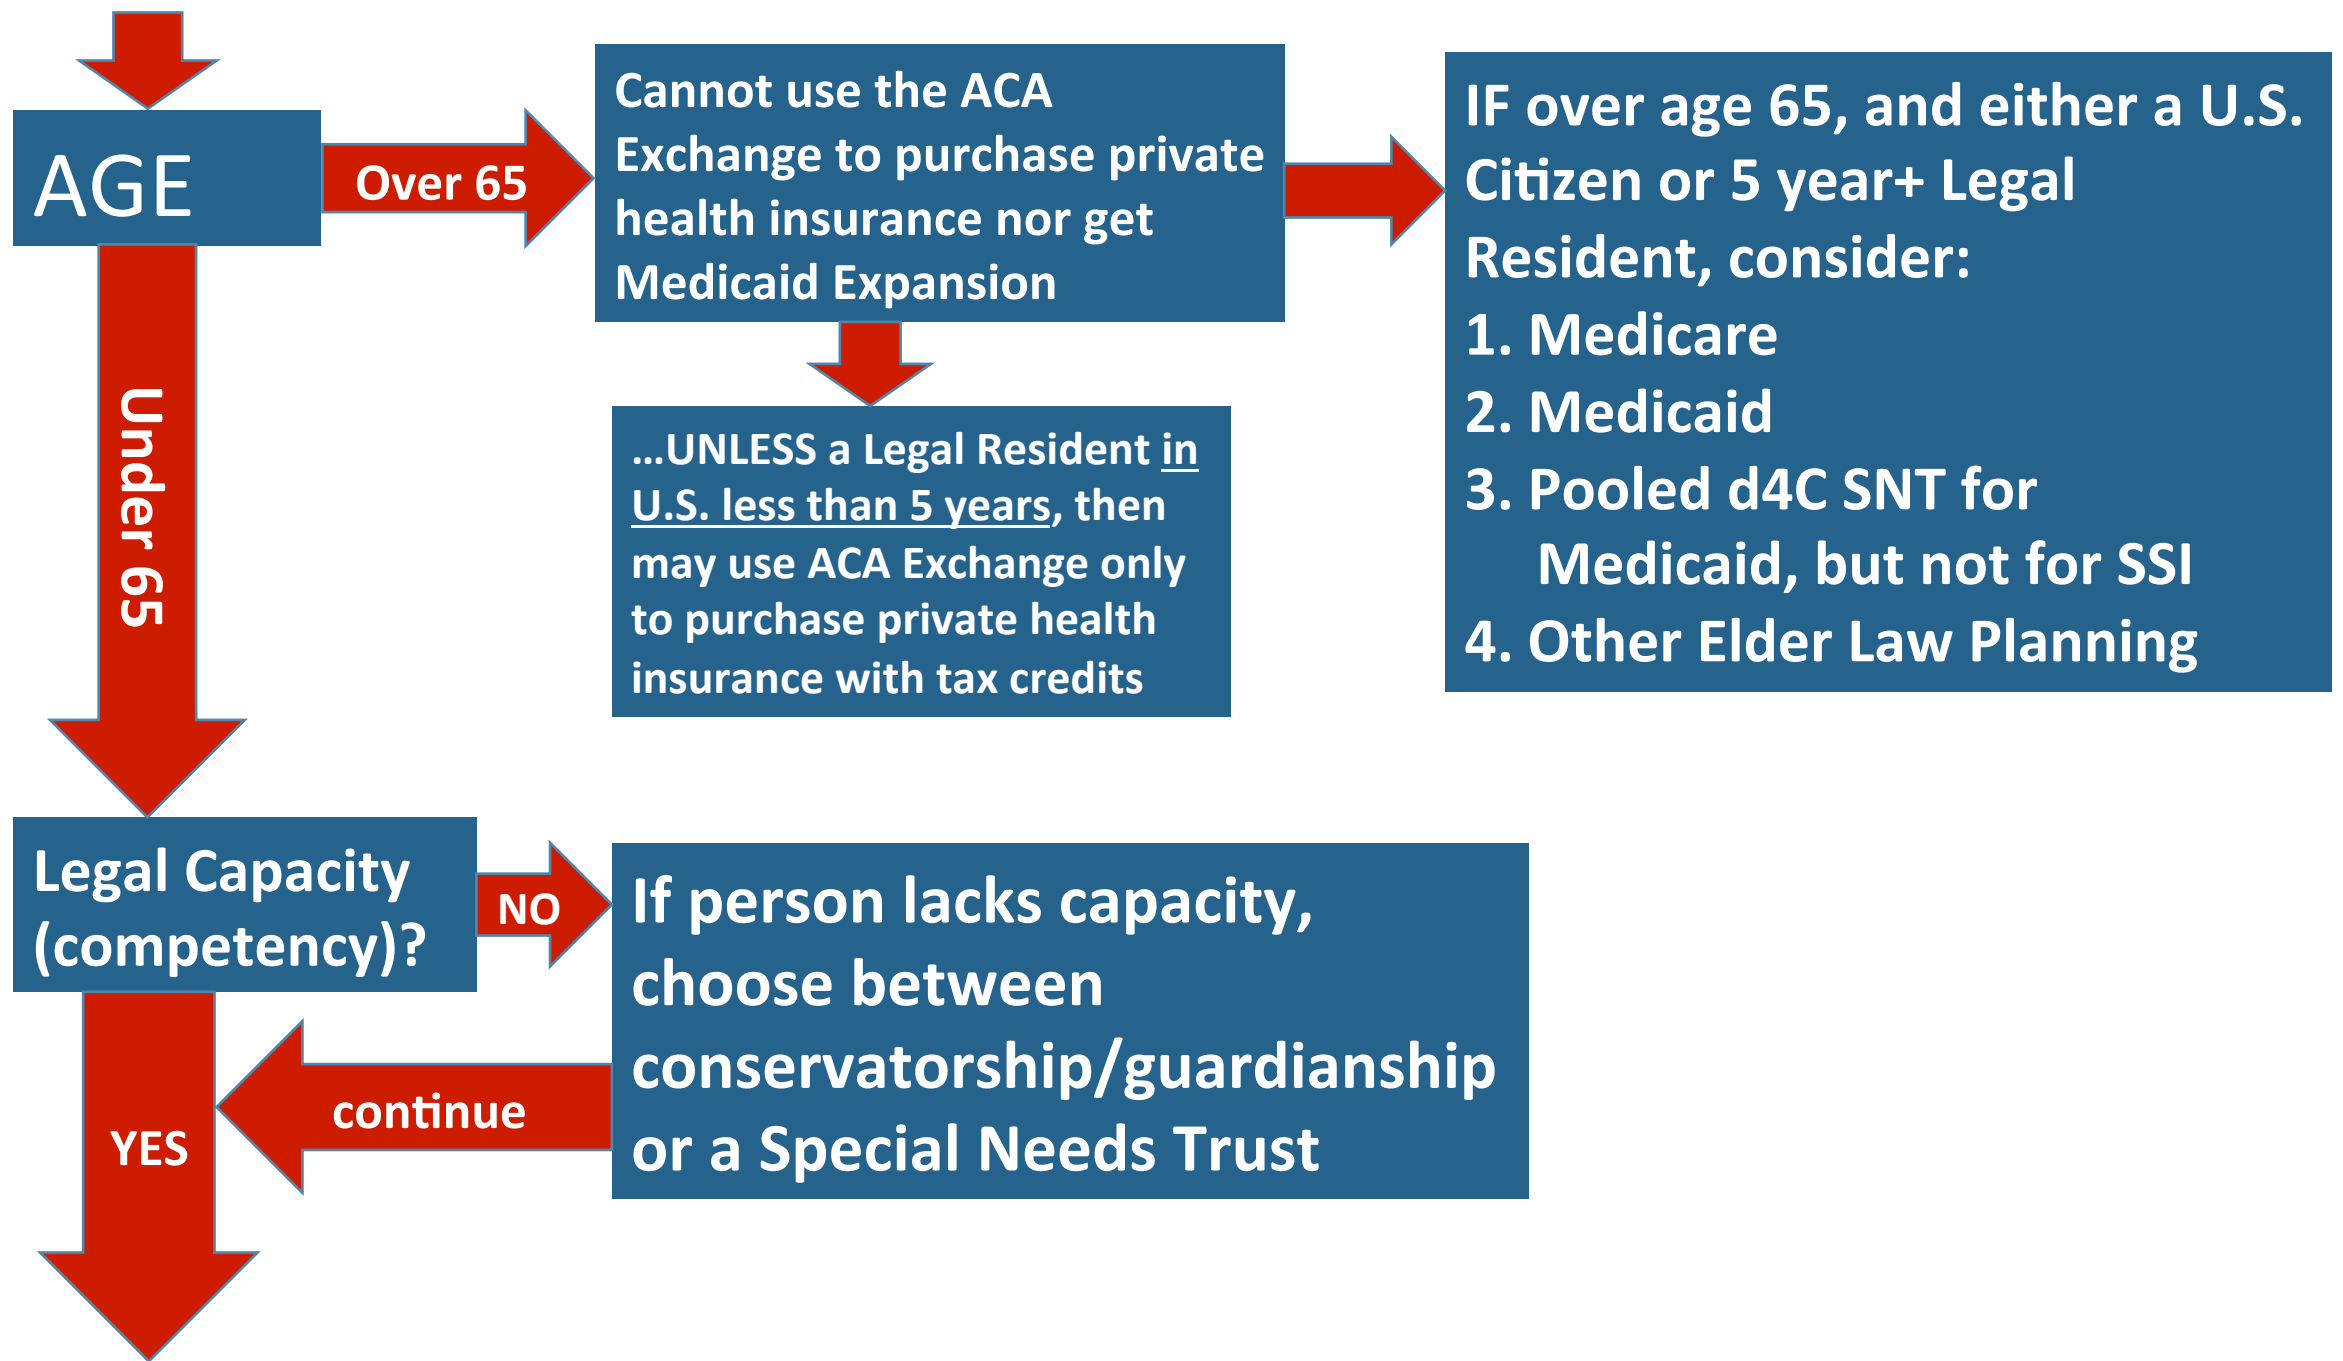 AGE
Over 65
Cannot use the ACA
Exchange to purchase private
health insurance nor get
Medicaid Expansion
IF over age 65, and either a U.S.
Citizen or 5 year+ Legal
Resident, consider:
1. Medicare
2. Medicaid
3. Pooled d4C SNT for
Medicaid, but not for SSI
4. Other Elder Law Planning
...UNLESS a Legal Resident in
U.S. less than 5 years, then
may use ACA Exchange only
to purchase private health
insurance with tax credits
Under 65
Legal Capacity
(competency)?
NO
If person lacks capacity,
choose between
conservatorship/guardianship
or a Special Needs Trust
continue
YES